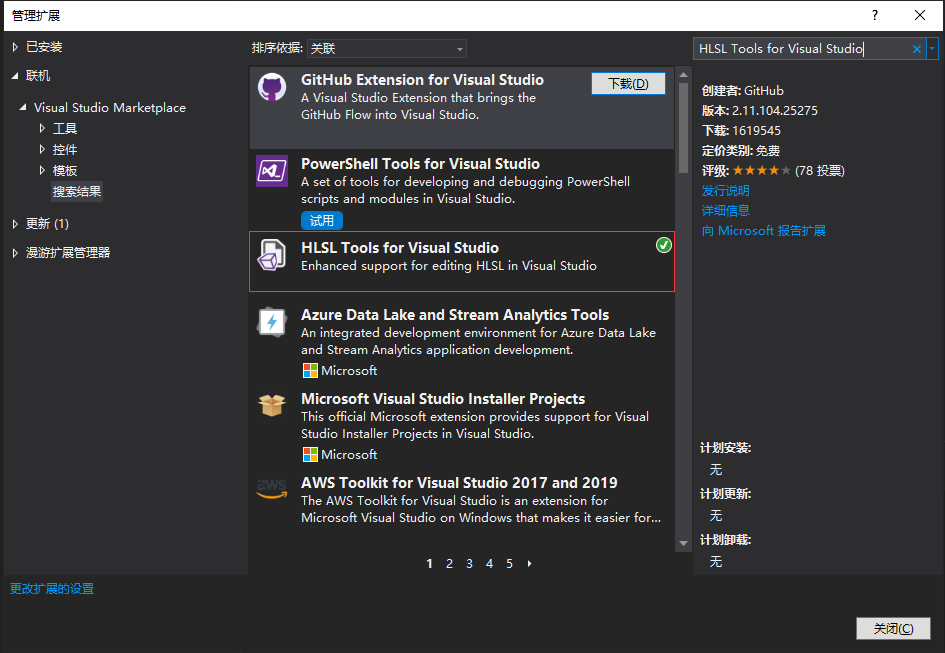 管理扩展
?
已安装
联机
Visual Studio Marketplace
工具
控件
模板
搜索结果
更新 (1)
漫游扩展管理器
更改扩展的设置
排序依据: 关联
GitHub Extension for Visual Studio
下载(D)
A Visual Studio Extension that brings the
GitHub Flow into Visual Studio.
PowerShell Tools for Visual Studio
A set of tools for developing and debugging PowerShell
scripts and modules in Visual Studio.
试用
HLSL Tools for Visual Studio
Enhanced support for editing HLSL in Visual Studio
Azure Data Lake and Stream Analytics Tools
An integrated development environment for Azure Data Lake
and Stream Analytics application development.
Microsoft
Microsoft Visual Studio Installer Projects
This official Microsoft extension provides support for Visual
Studio Installer Projects in Visual Studio.
Microsoft
aws
AWS Toolkit for Visual Studio 2017 and 2019
The AWS Toolkit for Visual Studio is an extension for
Microsoft Visual Studio on Windows that makes it easier for...
1 2 3 4 5
HLSL Tools for Visual Studio
创建者: GitHub
版本: 2.11.104.25275
下载: 1619545
定价类别: 免费
评级: ★★★★★ (78 投票)
发行说明
详细信息
向 Microsoft 报告扩展
计划安装:
无
计划更新:
无
计划卸载:
无
关闭(C)